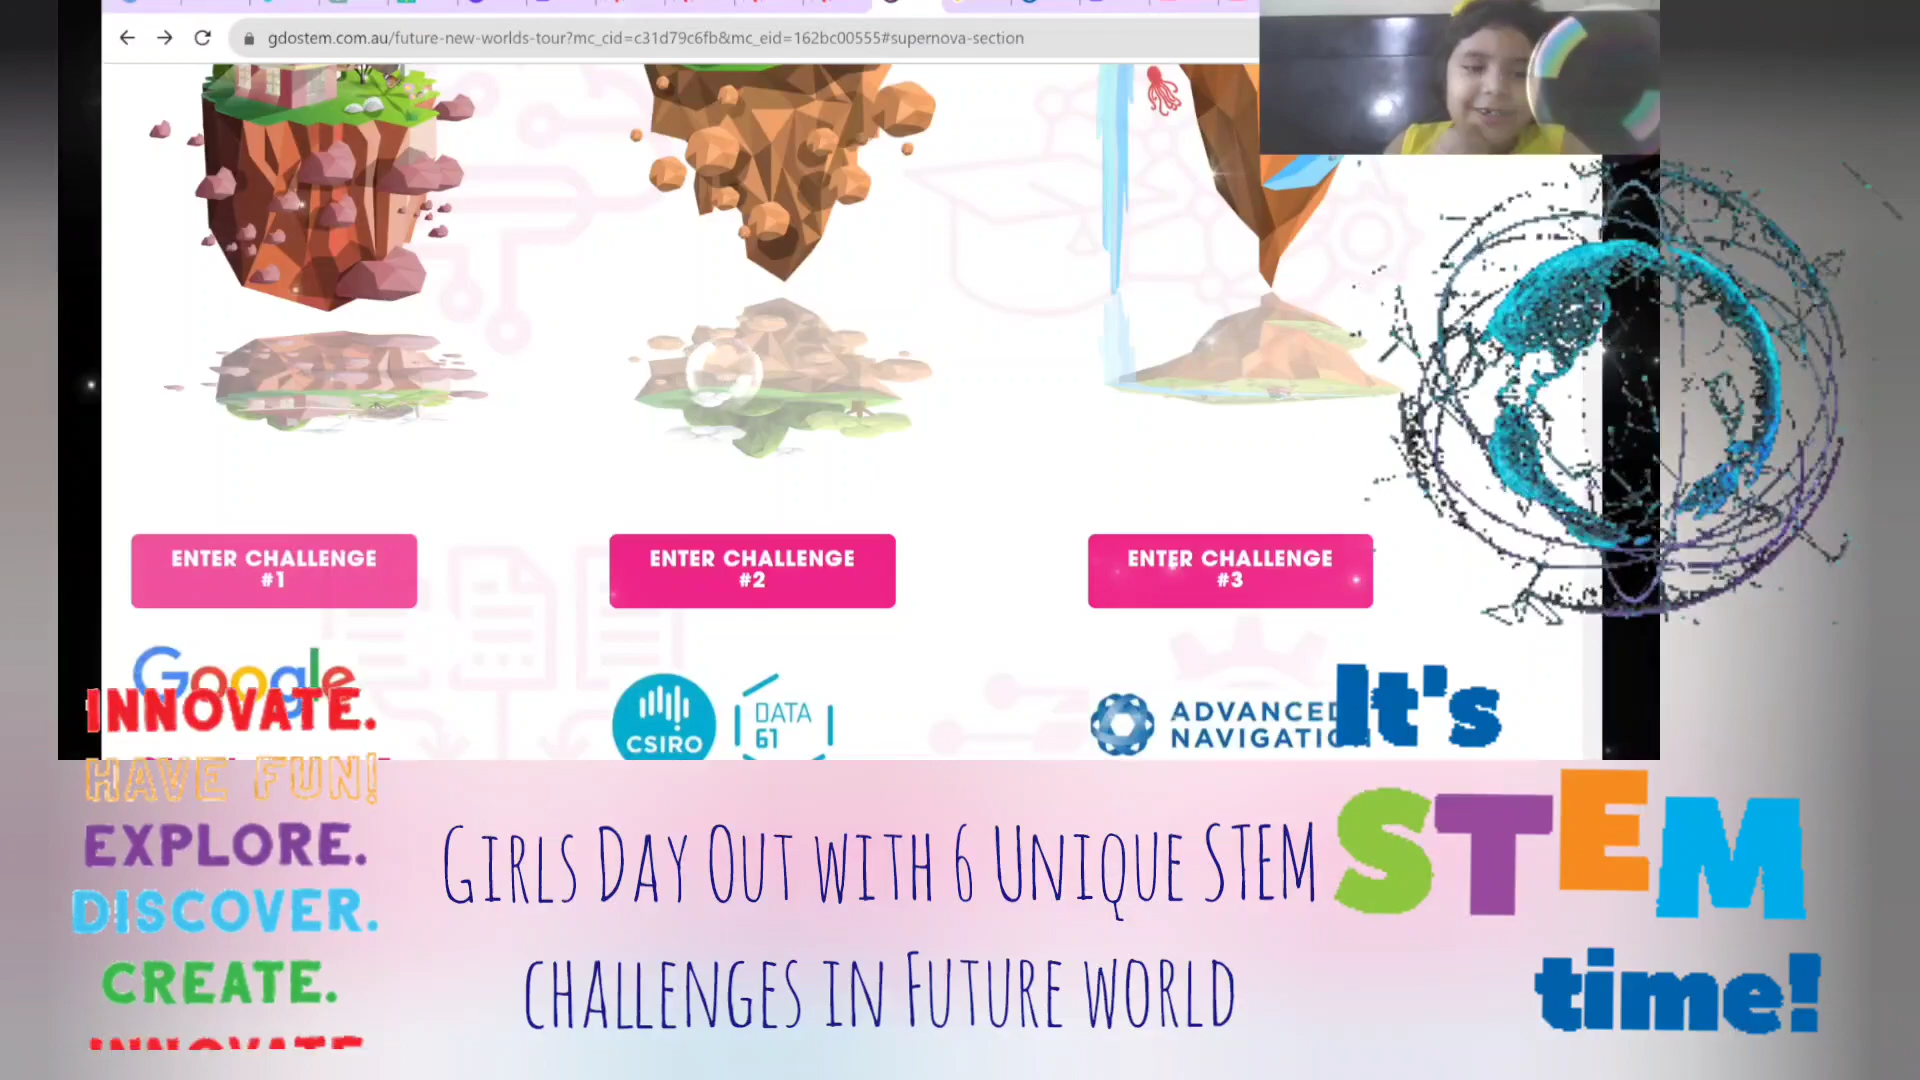 gdostem.com.au/future-new-worlds-tour?mc_cid=c31d79c6fb&mc_eid=162bc00555#supernova-section
ENTER CHALLENGE
#1
ENTER CHALLENGE
#2
ENTER CHALLENGE
#3
Google
CSIRO
DATA
61
ADVANCED
NAVIGATION
It's
STEM
time!
INNOVATE.
HAVE FUN!
EXPLORE.
DISCOVER.
CREATE.
INNOVATE
GIRLS DAY OUT WITH 6 UNIQUE STEM
CHALLENGES IN FUTURE WORLD